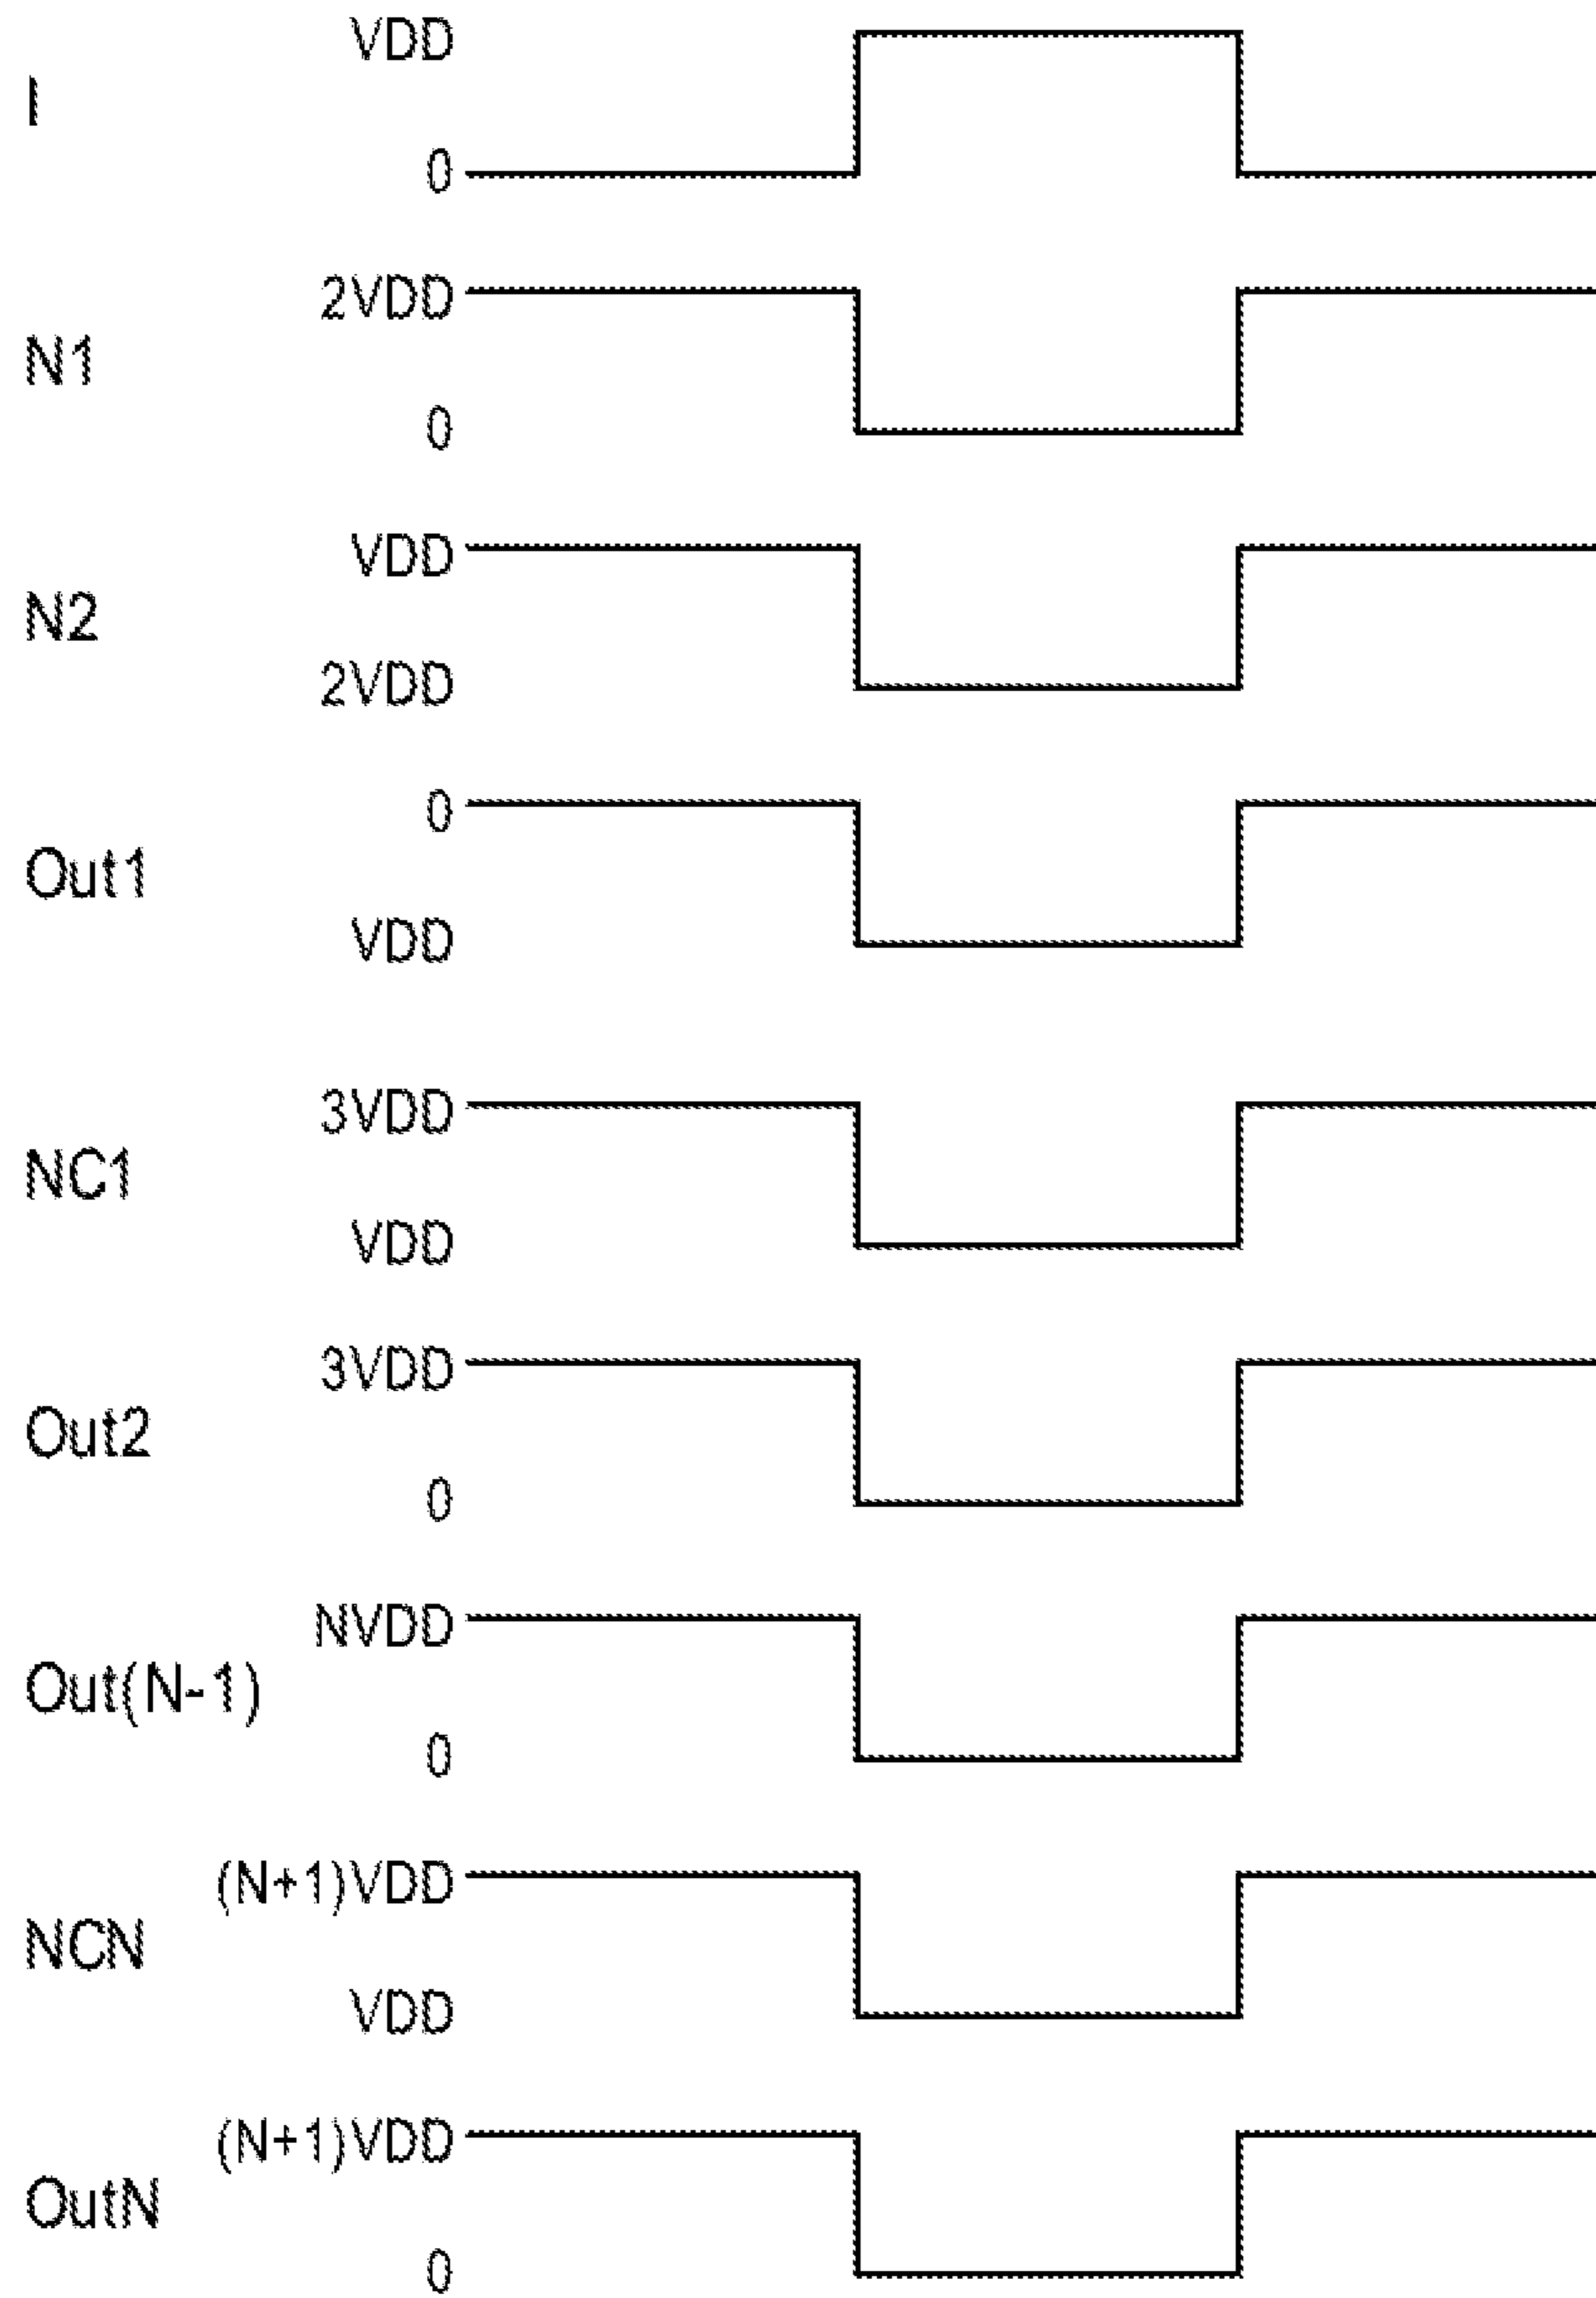 VDD
I
0
2VDD
N1
0
VDD
N2
2VDD
0
Out1
VDD
3VDD
NC1
VDD
3VDD
Out2
0
NVDD
Out(N-1)
0
(N+1)VDD
NCN
VDD
(N+1)VDD
OutN
0